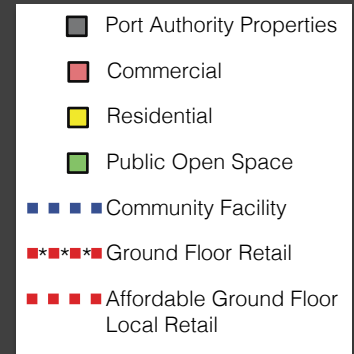 Port Authority Properties
Commercial
Residential
Public Open Space
Community Facility
Ground Floor Retail
Affordable Ground Floor
Local Retail